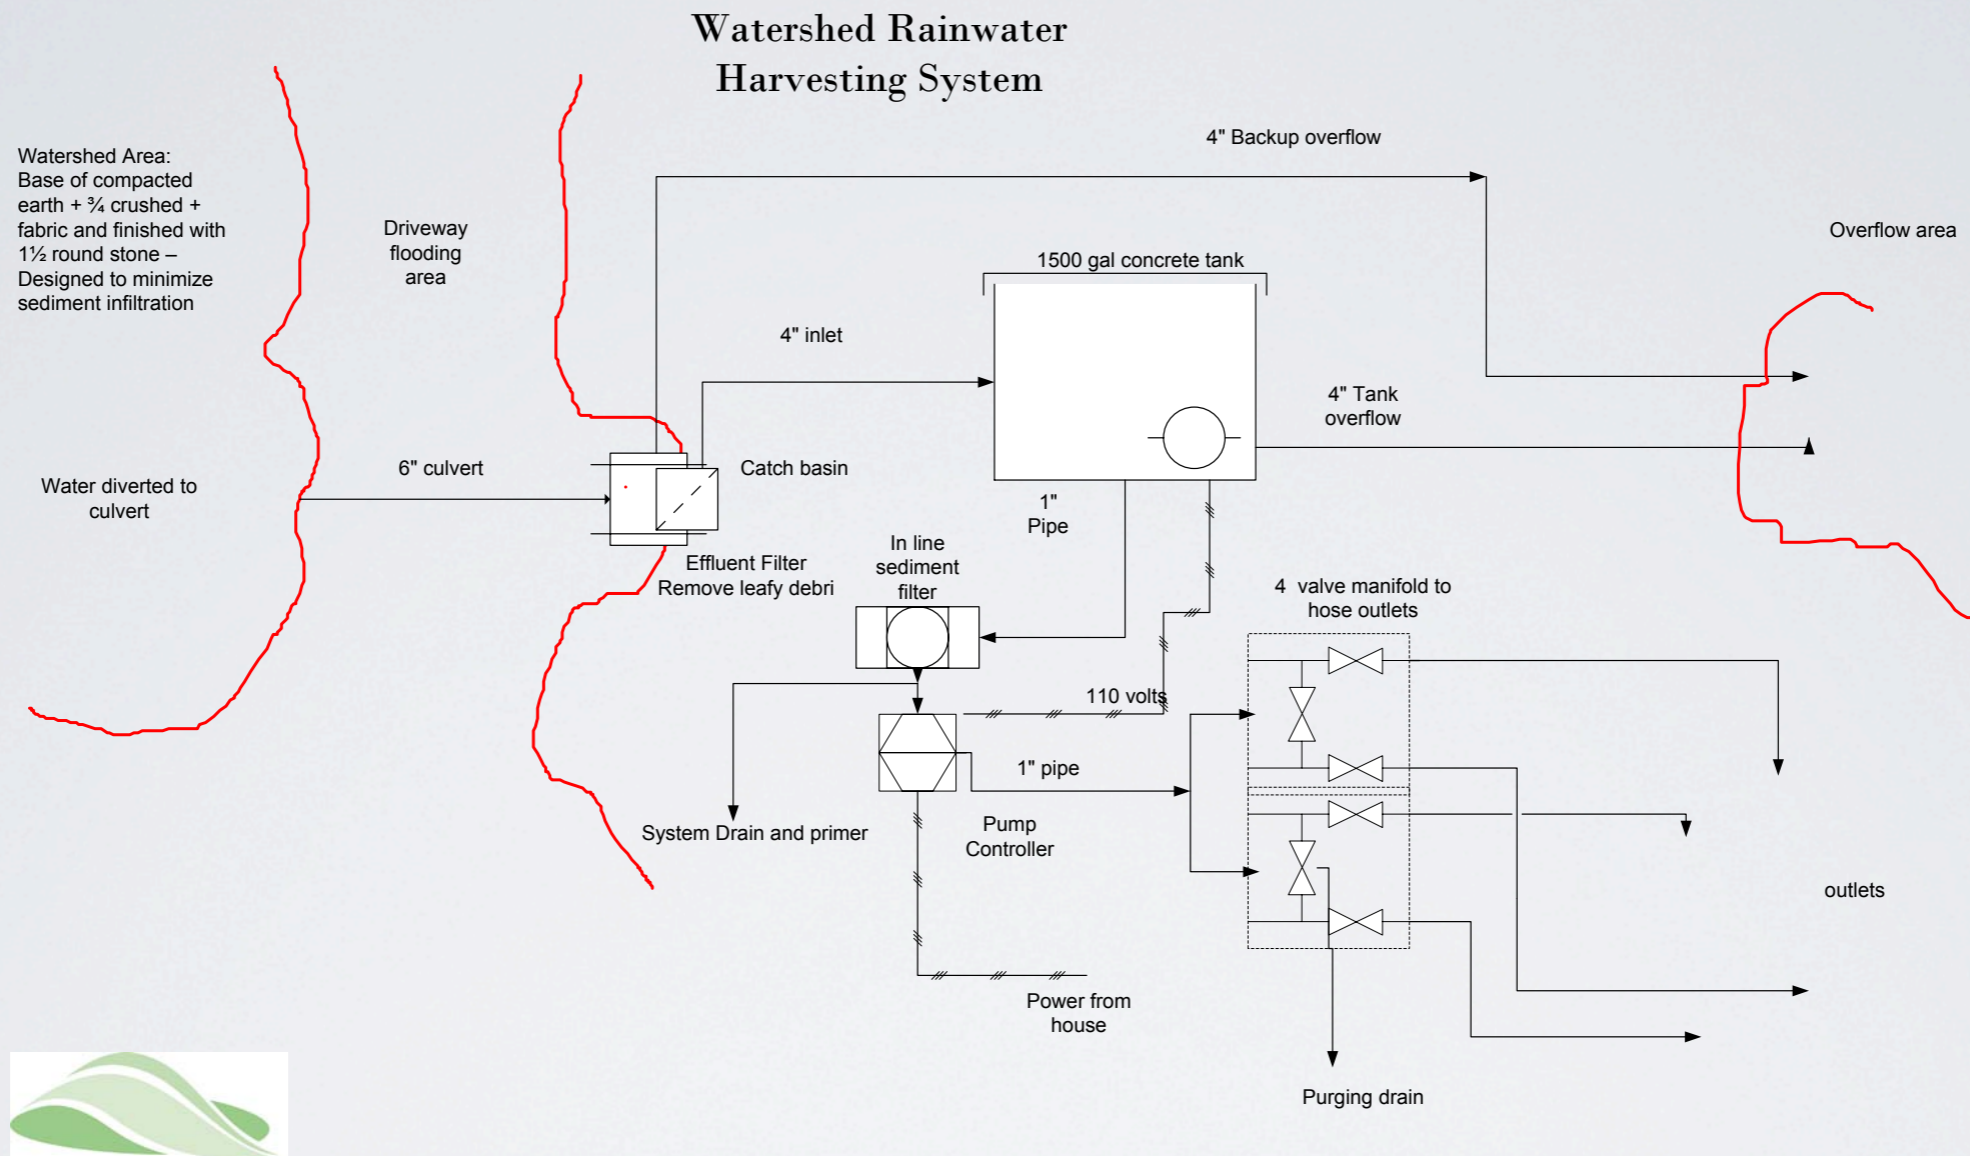 Watershed Rainwater
Harvesting System
4" Backup overflow
Watershed Area:
Base of compacted
earth + ¾ crushed +
fabric and finished with
1½ round stone –
Designed to minimize
sediment infiltration
Driveway
flooding
area
Overflow area
1500 gal concrete tank
4" inlet
4" Tank
overflow
6" culvert
Catch basin
Water diverted to
culvert
1"
Pipe
In line
sediment
filter
Effluent Filter
Remove leafy debri
4 valve manifold to
hose outlets
110 volts
1" pipe
System Drain and primer
Pump
Controller
outlets
Power from
house
Purging drain